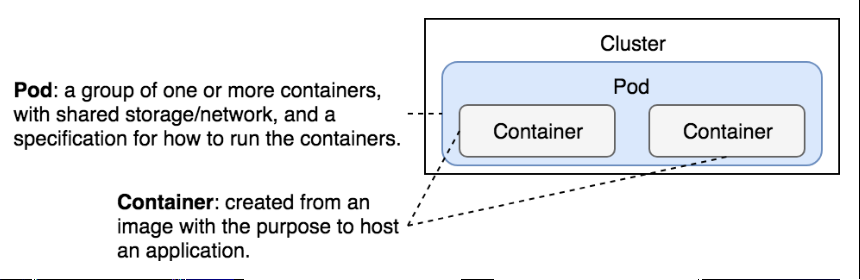 Cluster
Pod
Container
Container
Pod: a group of one or more containers,
with shared storage/network, and a
specification for how to run the containers.
Container: created from an
image with the purpose to host
an application.